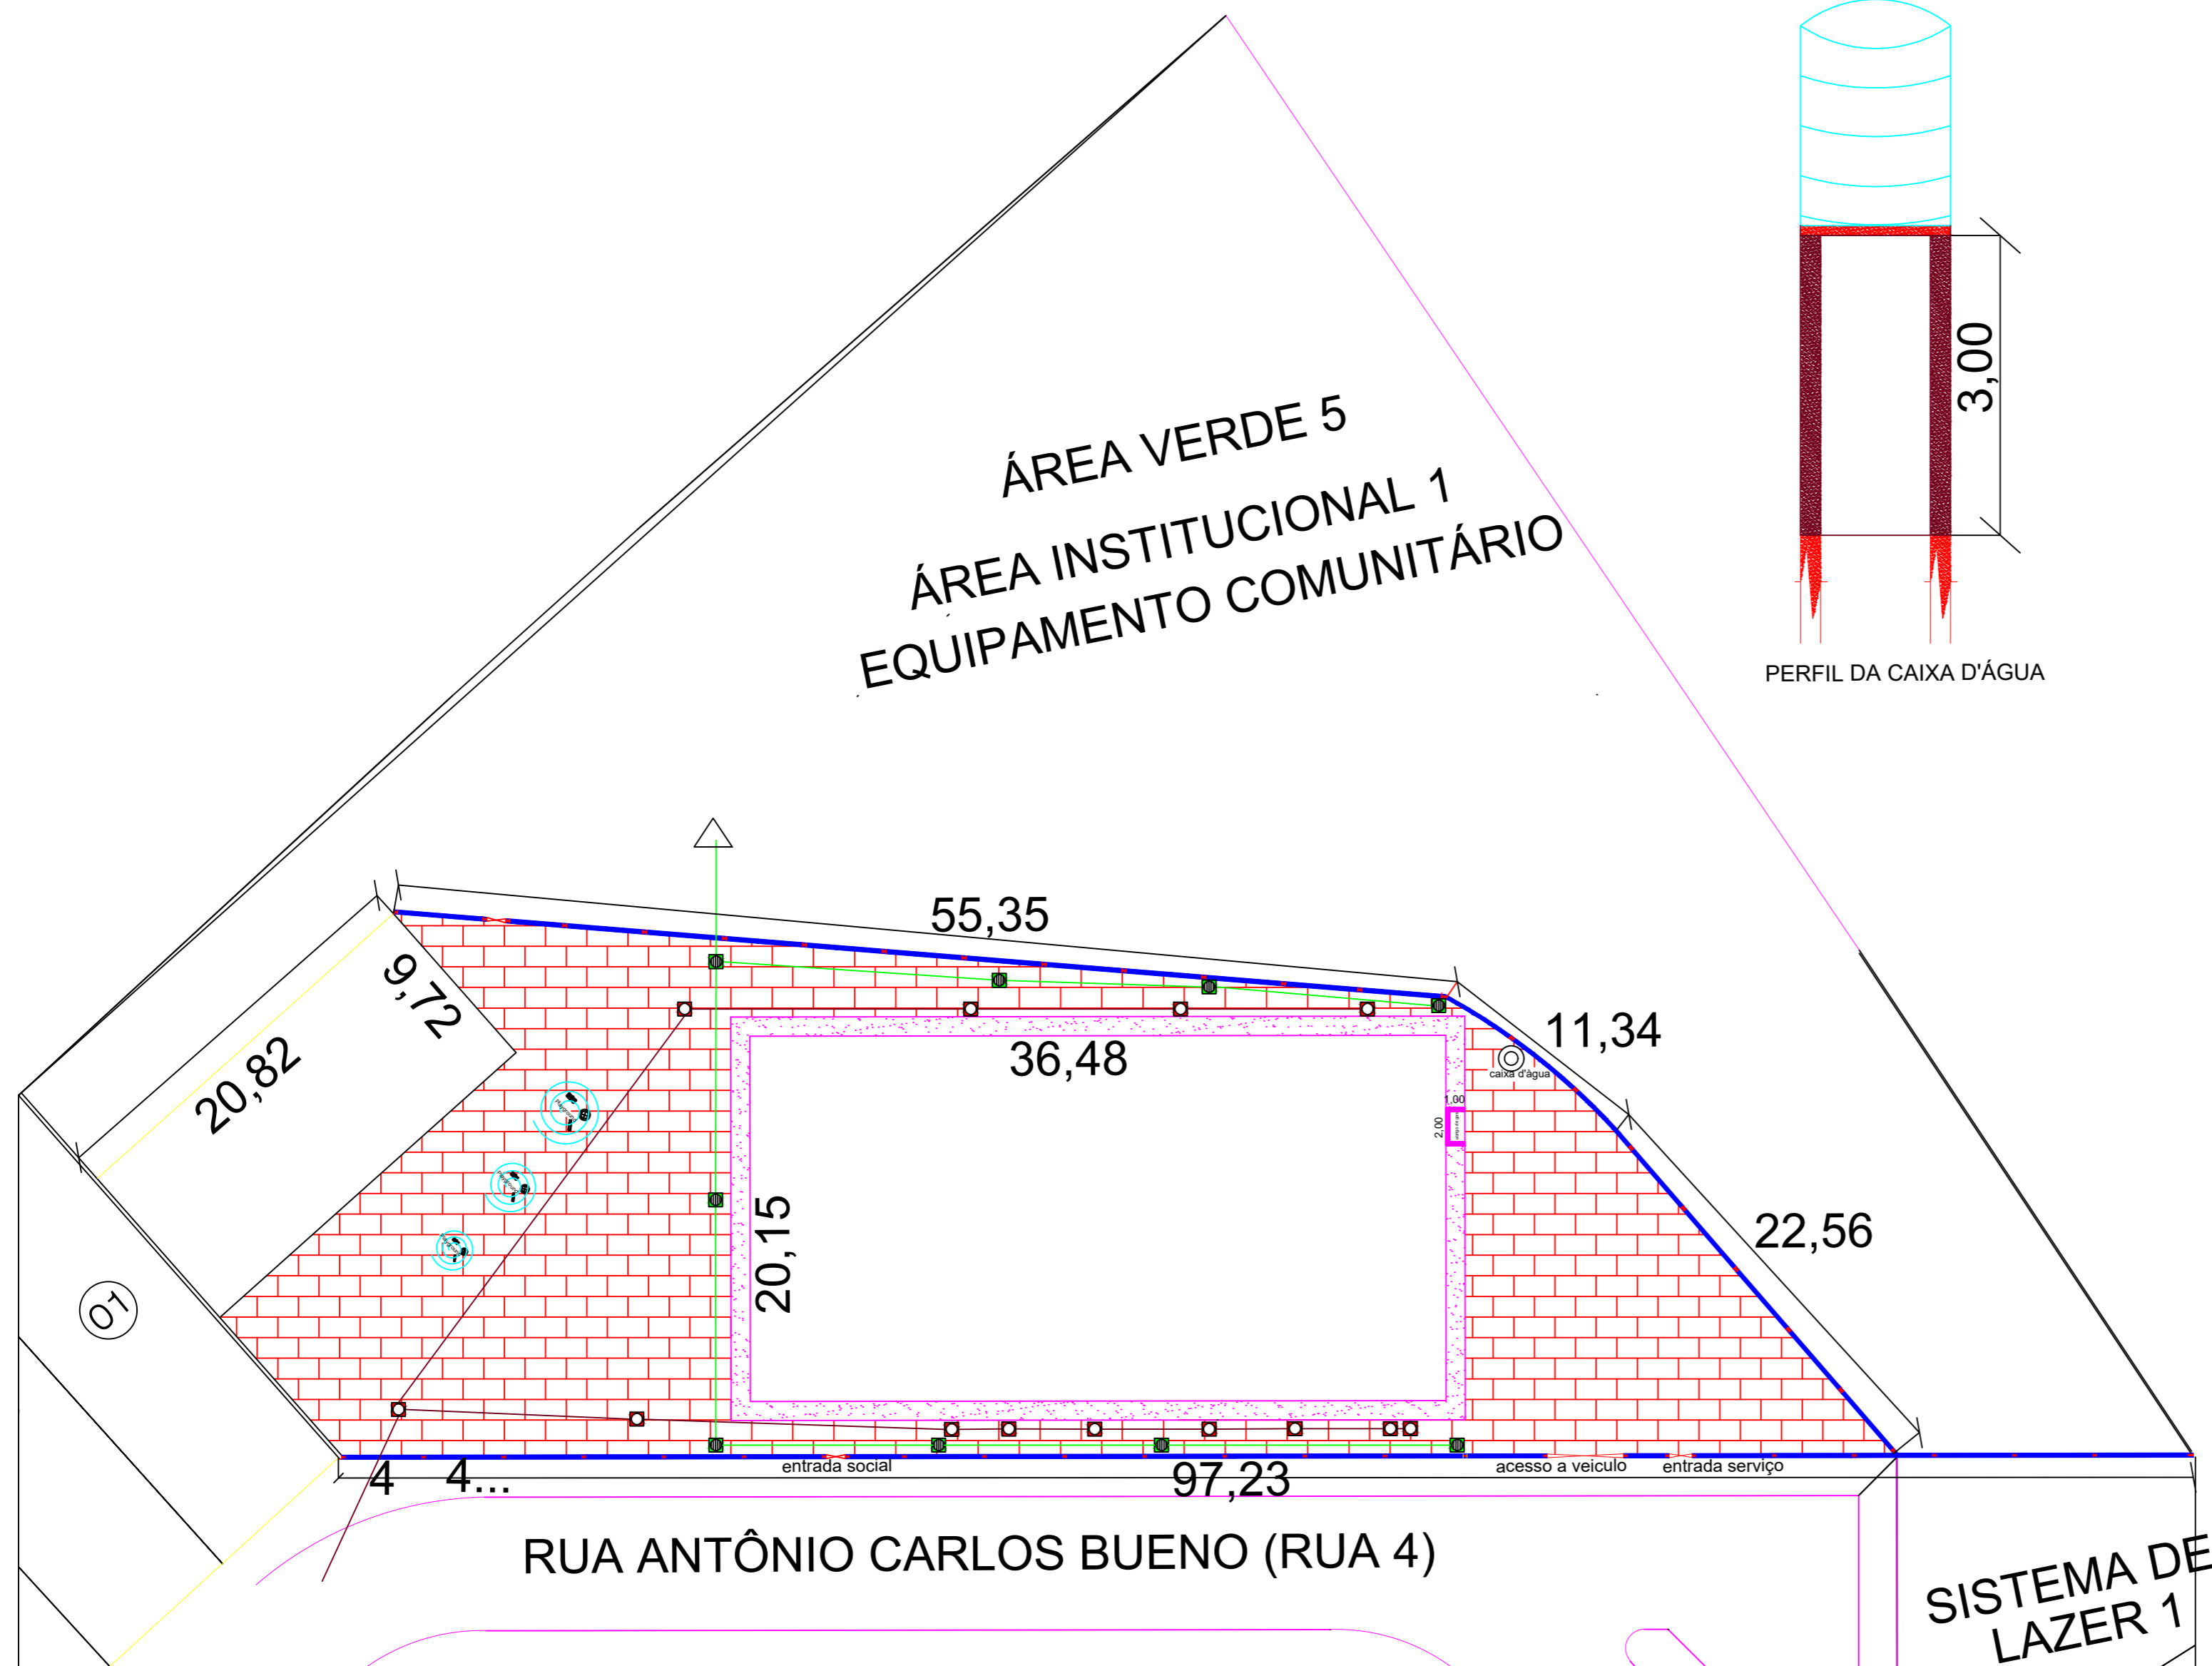 ÁREA VERDE 5
ÁREA INSTITUCIONAL 1
EQUIPAMENTO COMUNITÁRIO
3,00
PERFIL DA CAIXA D'ÁGUA
55,35
9,72
20,82
11,34
36,48
caixa d'àgua
1,00
2,00
20,15
22,56
01
entrada social
acesso a veiculo
entrada serviço
4
4...
97,23
RUA ANTÔNIO CARLOS BUENO (RUA 4)
SISTEMA DE
LAZER 1